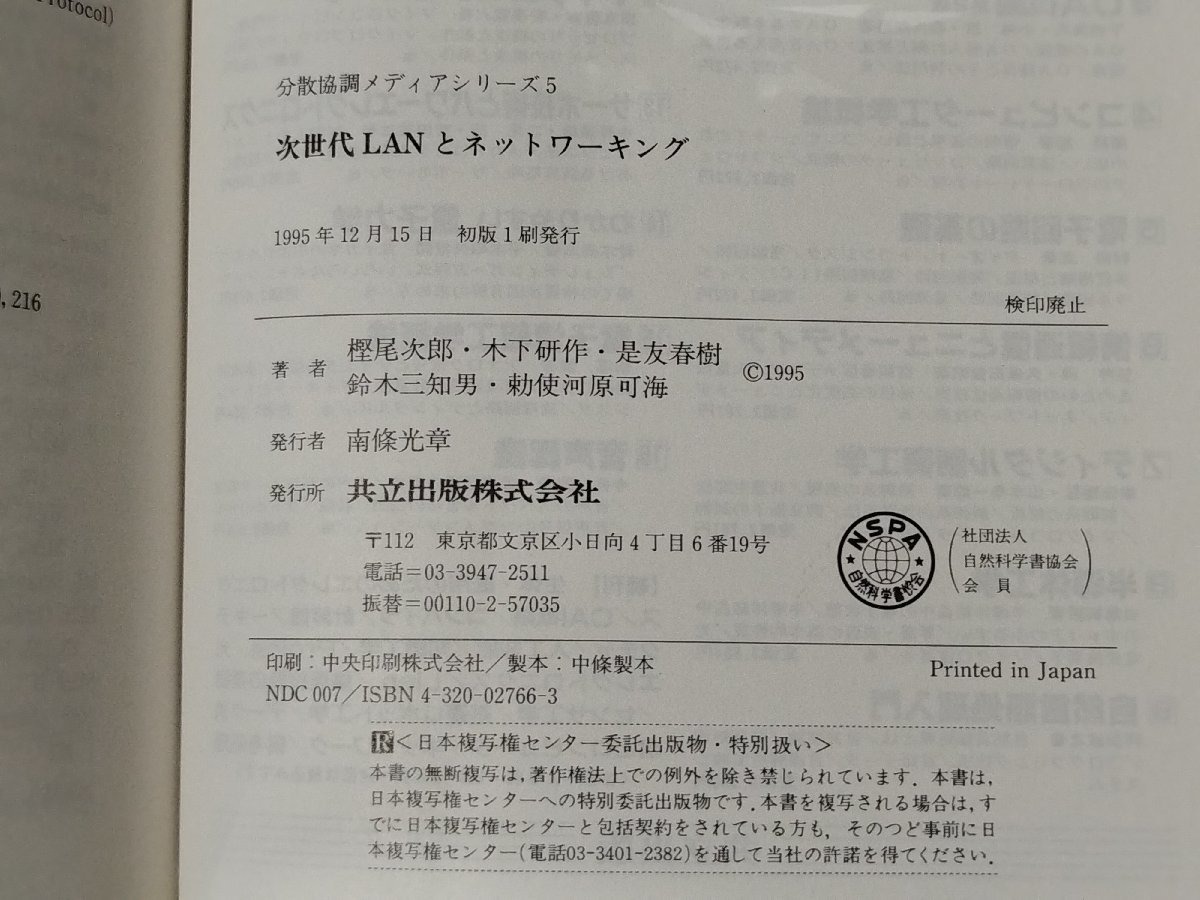 Protocol)
, 216
分散協調メディアシリーズ5
次世代 LAN とネットワーキング
1995年12月15日 初版1刷発行
検印廃止
著者 樫尾次郎・木下研作・是友春樹
鈴木三知男・勅使河原可海
©1995
発行者 南條光章
発行所 共立出版株式会社
〒112 東京都文京区小日向4丁目6番19号
電話=03-3947-2511
振替=00110-2-57035
NSPA
自然科学書協会
社団法人
自然科学書協会
会員
印刷:中央印刷株式会社/製本:中條製本
NDC 007/ISBN 4-320-02766-3
Printed in Japan
R<日本複写権センター委託出版物・特別扱い>
本書の無断複写は,著作権法上での例外を除き禁じられています.本書は,
日本複写権センターへの特別委託出版物です.本書を複写される場合は,す
でに日本複写権センターと包括契約をされている方も,そのつど事前に日
本複写権センター(電話03-3401-2382)を通して当社の許諾を得てください.